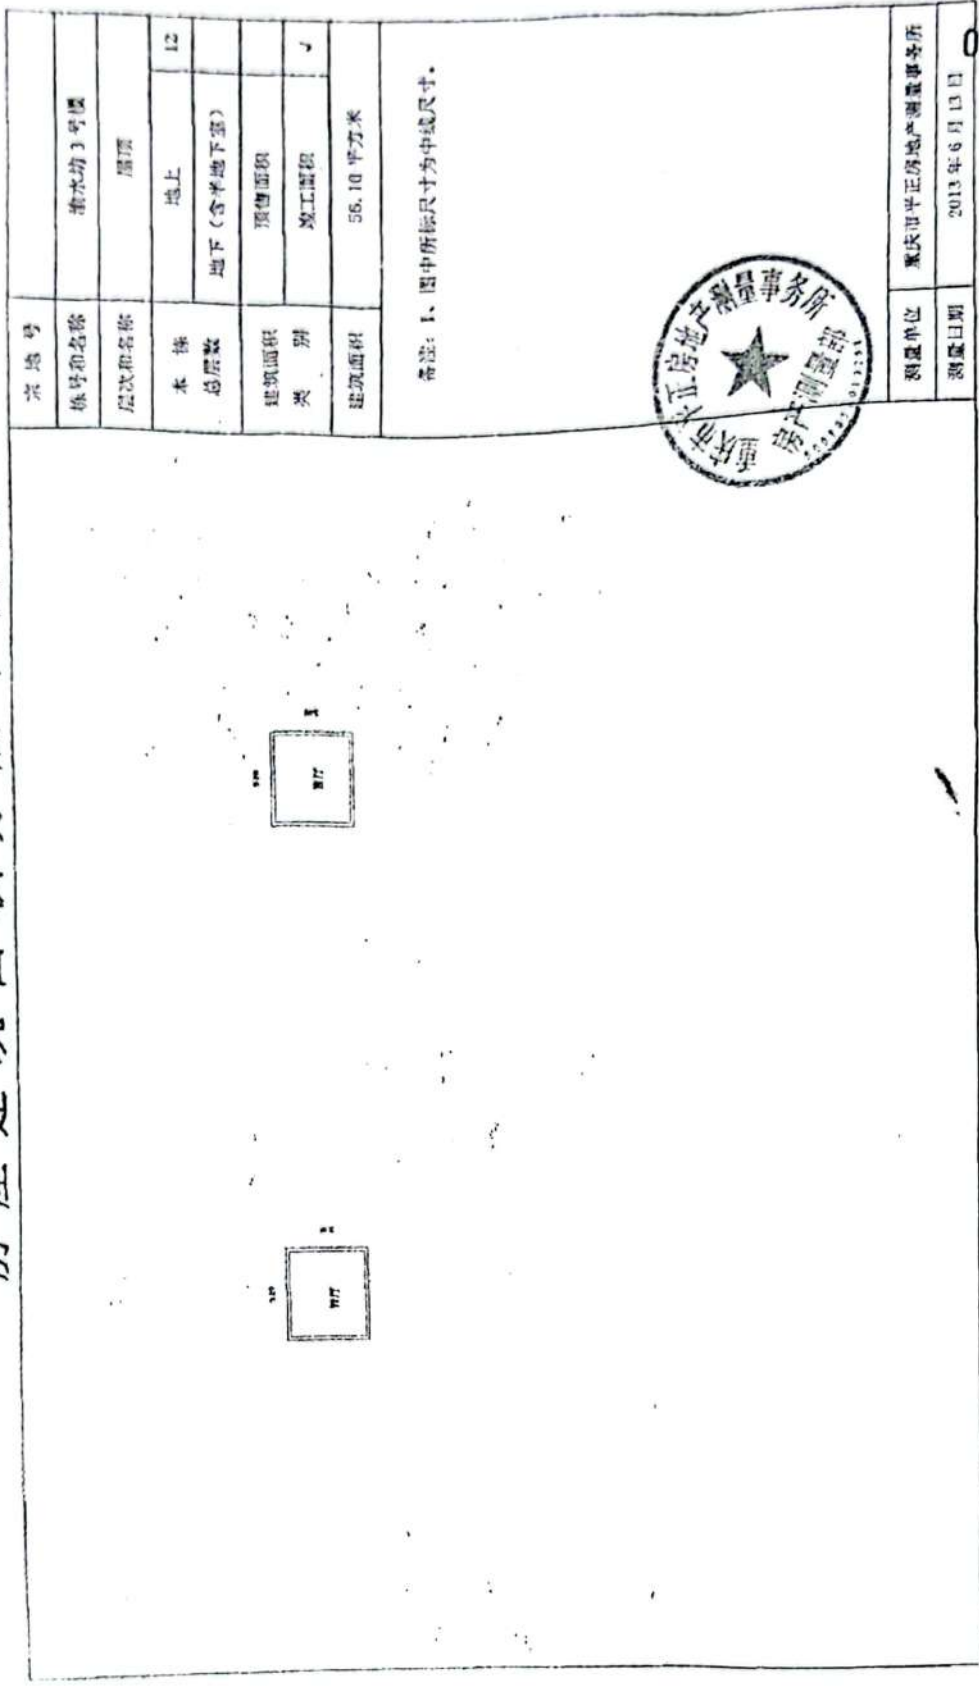 宗地号
栋号和名称 渝水坊3号楼
层次和名称 屋顶
本栋
总层数
地上 12
地下（含半地下室）
建筑面积
类别
预售面积
竣工面积 √
建筑面积 56.10平方米
备注：1、图中所标尺寸为中线尺寸。
重庆市平正房地产测量事务所
房产测量
测量单位 重庆市平正房地产测量事务所
测量日期 2013年6月13日